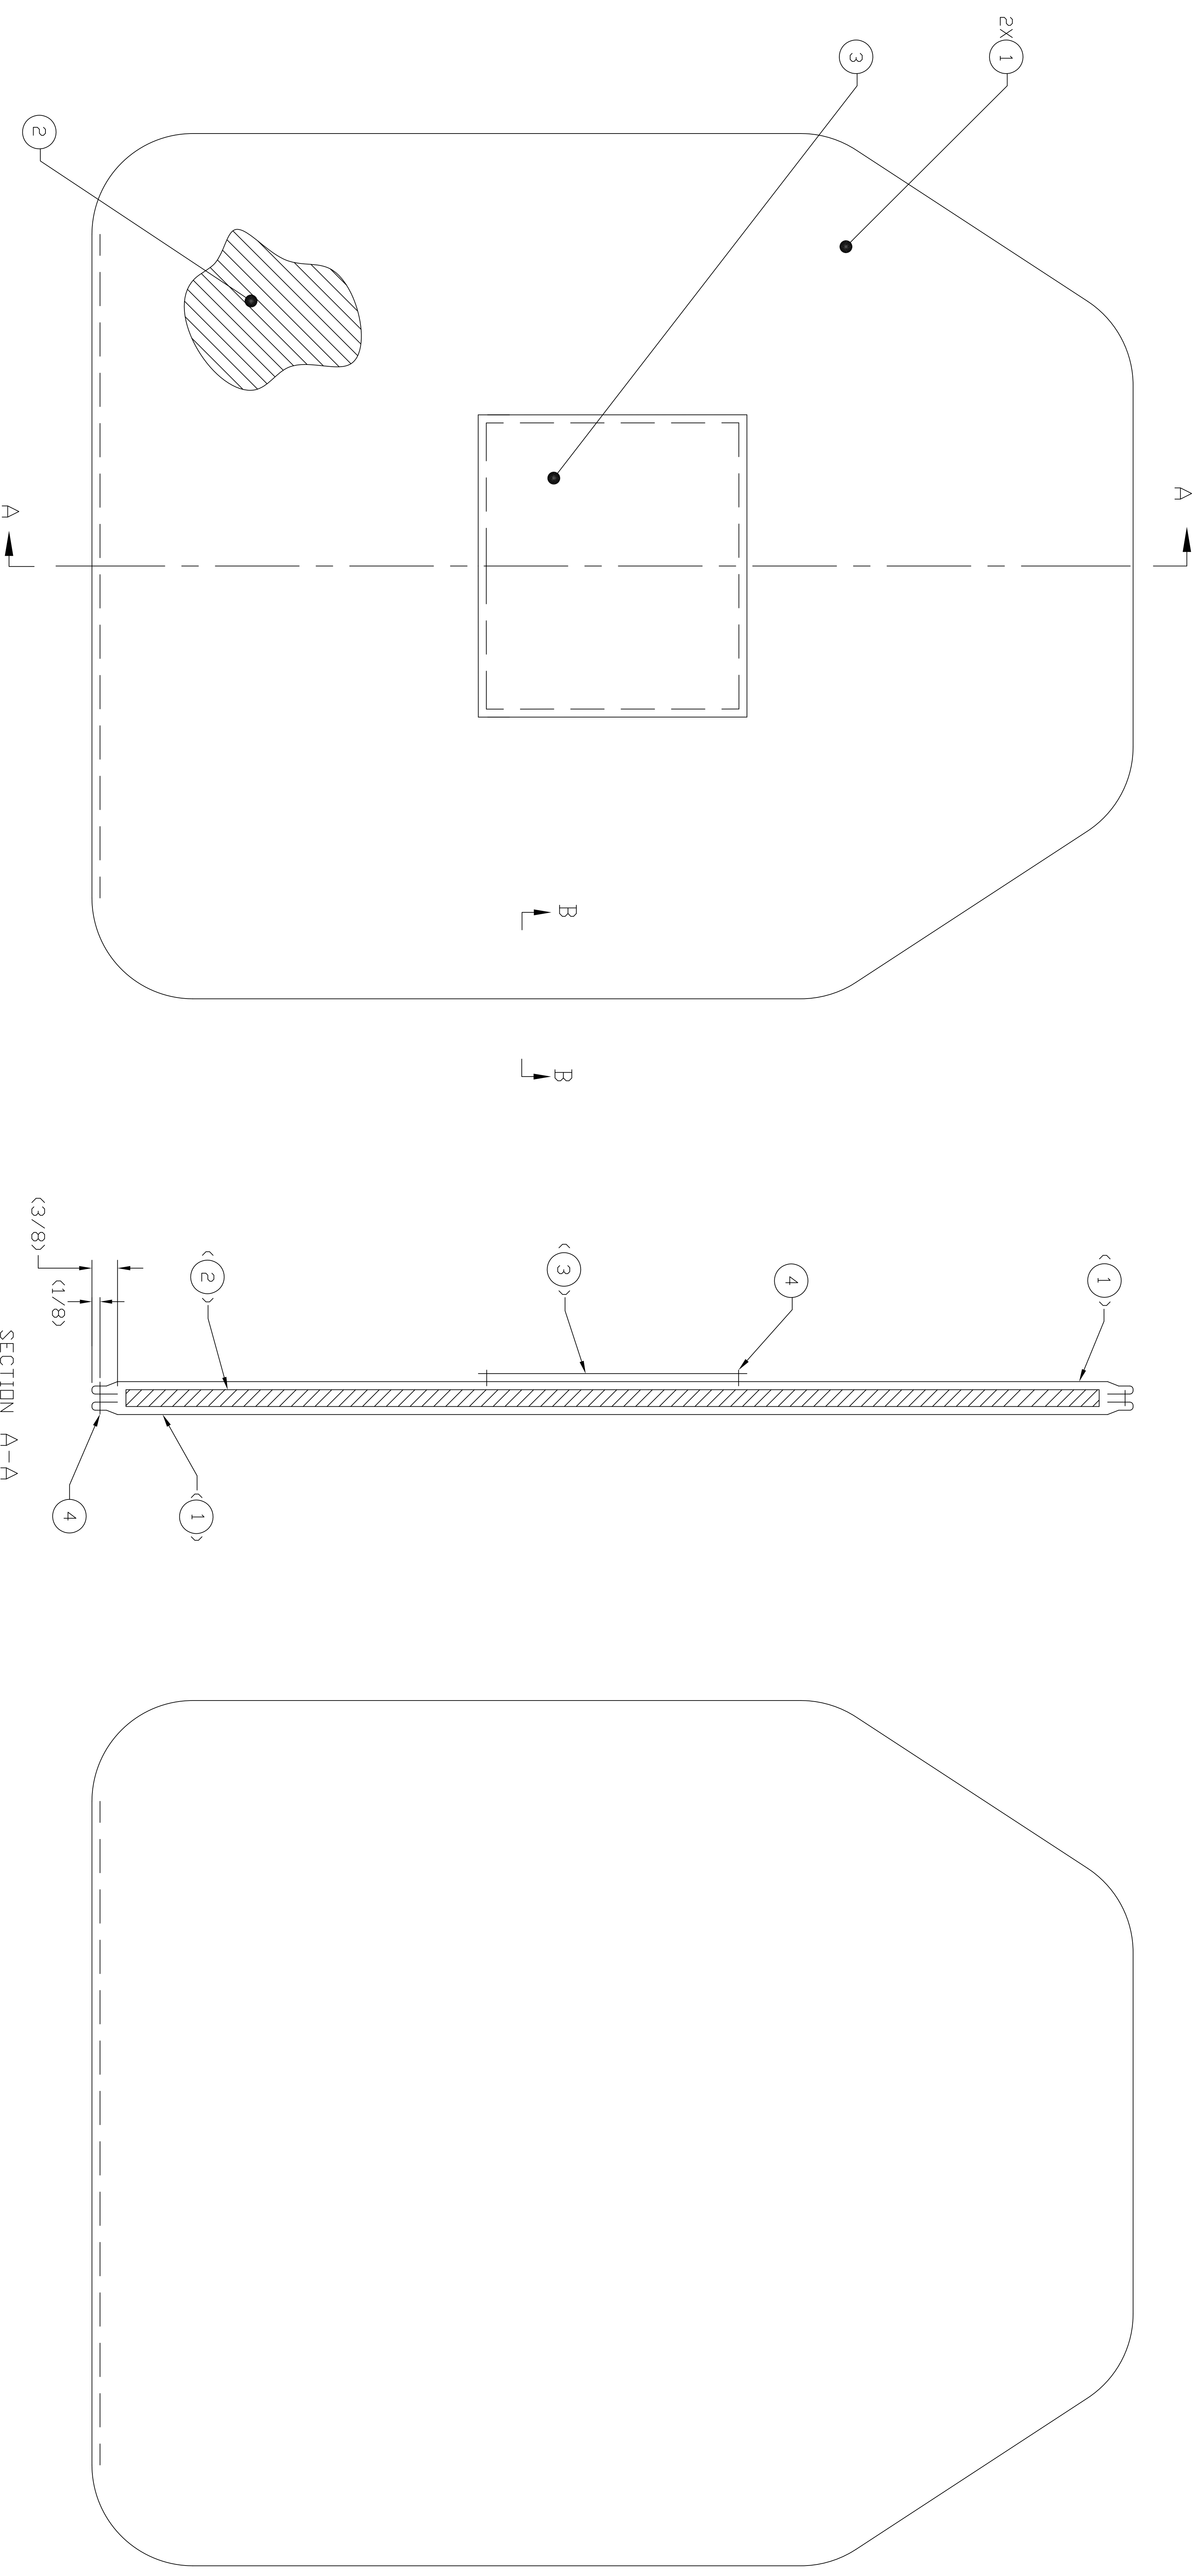 2X 1
3
2
A
A
B
B
(1)
4
(3)
(2)
(3/8)
(1/8)
(1)
4
SECTION A-A